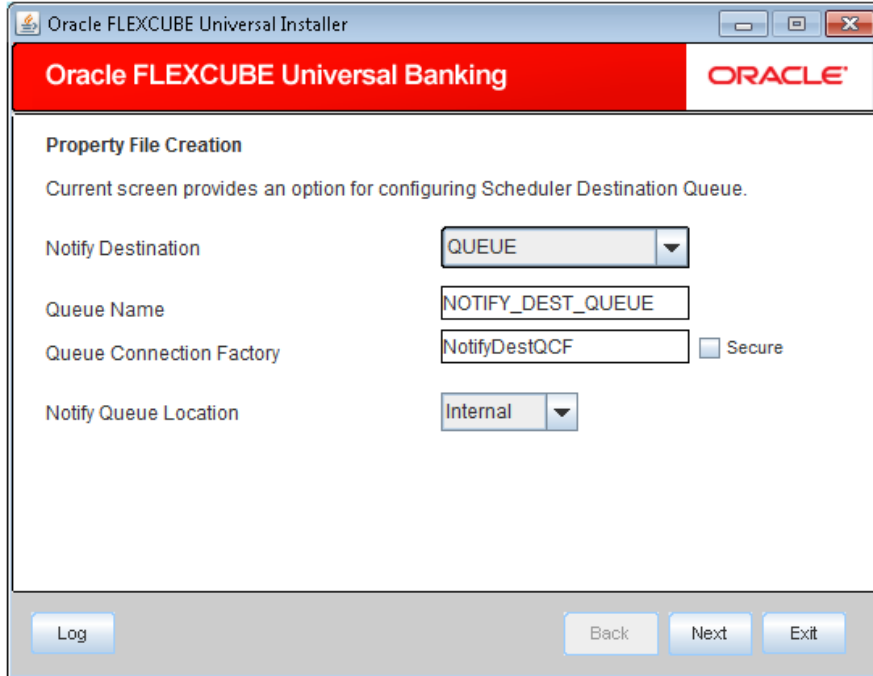 Oracle FLEXCUBE Universal Installer
Oracle FLEXCUBE Universal Banking
ORACLE
Property File Creation
Current screen provides an option for configuring Scheduler Destination Queue.
Notify Destination QUEUE
Queue Name NOTIFY_DEST_QUEUE
Queue Connection Factory NotifyDestQCF Secure
Notify Queue Location Internal
Log Back Next Exit